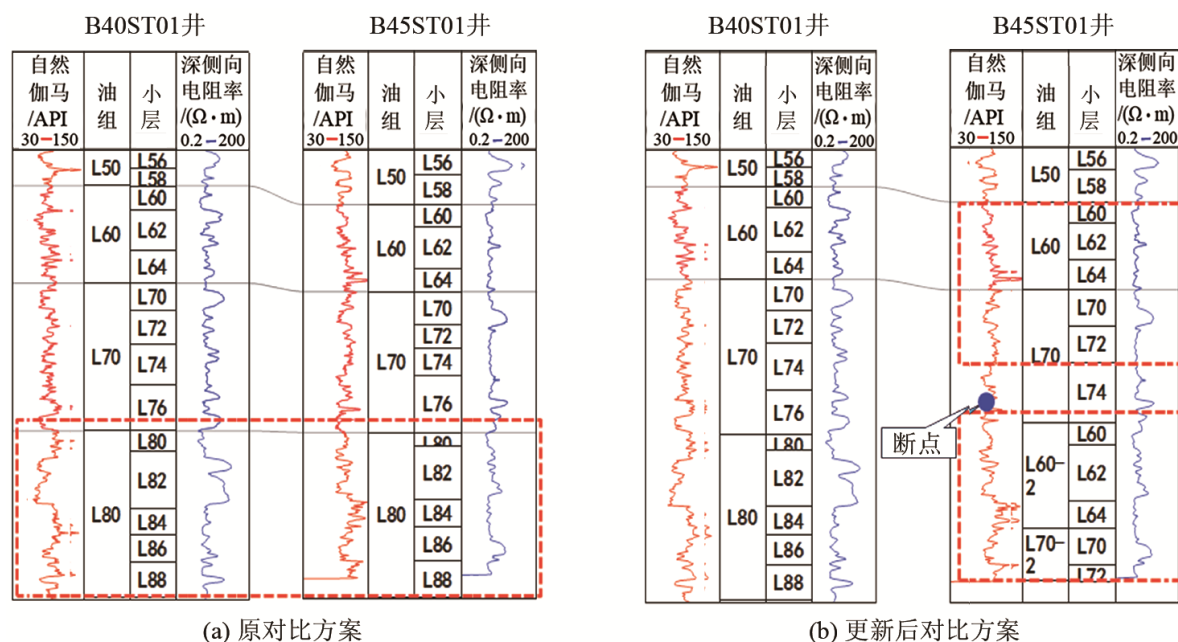 B40ST01井
B45ST01井
自然
伽马
/API
30 150
油
组
小
层
深侧向
电阻率
/(Ω·m)
0.2 200
L50
L60
L70
L80
L56
L58
L60
L62
L64
L70
L72
L74
L76
L80
L82
L84
L86
L88
自然
伽马
/API
30 150
油
组
小
层
深侧向
电阻率
/(Ω·m)
0.2 200
L50
L60
L70
L80
L56
L58
L60
L62
L64
L70
L72
L74
L76
L80
L82
L84
L86
L88
(a) 原对比方案
B40ST01井
B45ST01井
自然
伽马
/API
30 150
油
组
小
层
深侧向
电阻率
/(Ω·m)
0.2 200
L50
L60
L70
L80
L56
L58
L60
L62
L64
L70
L72
L74
L76
L80
L82
L84
L86
L88
断点
自然
伽马
/API
30 150
油
组
小
层
深侧向
电阻率
/(Ω·m)
0.2 200
L50
L60
L70
L60-
2
L70-
2
L56
L58
L60
L62
L64
L70
L72
L74
L60
L62
L64
L70
L72
(b) 更新后对比方案